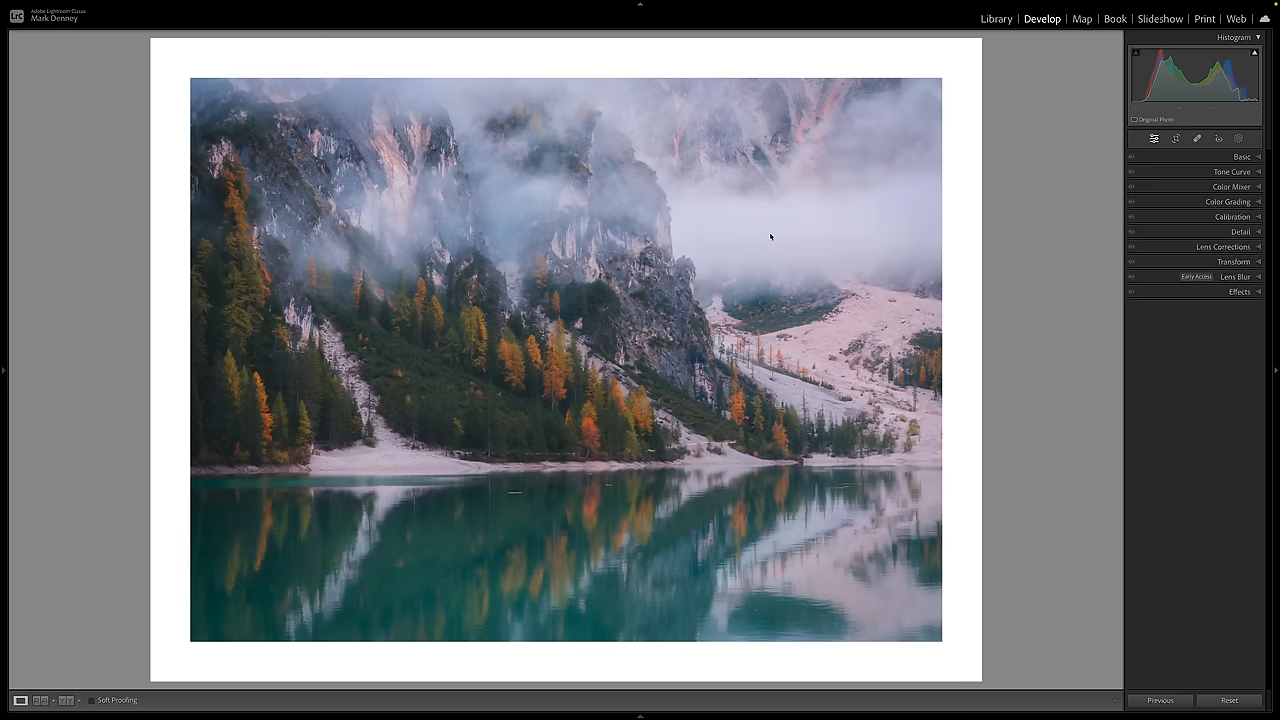 LrC
Adobe Lightroom Classic
Mark Denney
Library | Develop | Map | Book | Slideshow | Print | Web
Histogram
Original Photo
Basic
Tone Curve
Color Mixer
Color Grading
Calibration
Detail
Lens Corrections
Transform
Early Access Lens Blur
Effects
Soft Proofing
Previous
Reset